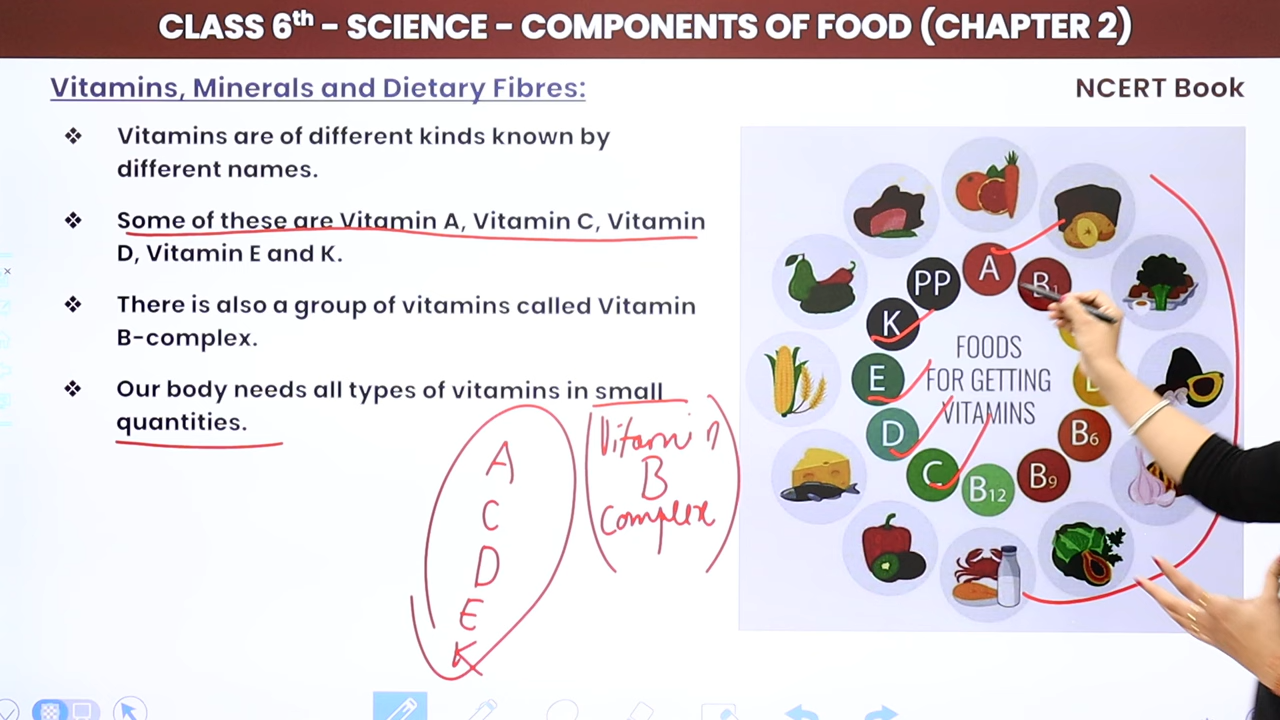 CLASS 6th - SCIENCE - COMPONENTS OF FOOD (CHAPTER 2)
Vitamins, Minerals and Dietary Fibres:
NCERT Book
❖ Vitamins are of different kinds known by
different names.
❖ Some of these are Vitamin A, Vitamin C, Vitamin
D, Vitamin E and K.
❖ There is also a group of vitamins called Vitamin
B-complex.
❖ Our body needs all types of vitamins in small
quantities.
A
C
D
E
K
Vitamin
B
Complex
PP
A
B1
K
E
D
C
B12
B9
B6
FOODS
FOR GETTING
VITAMINS